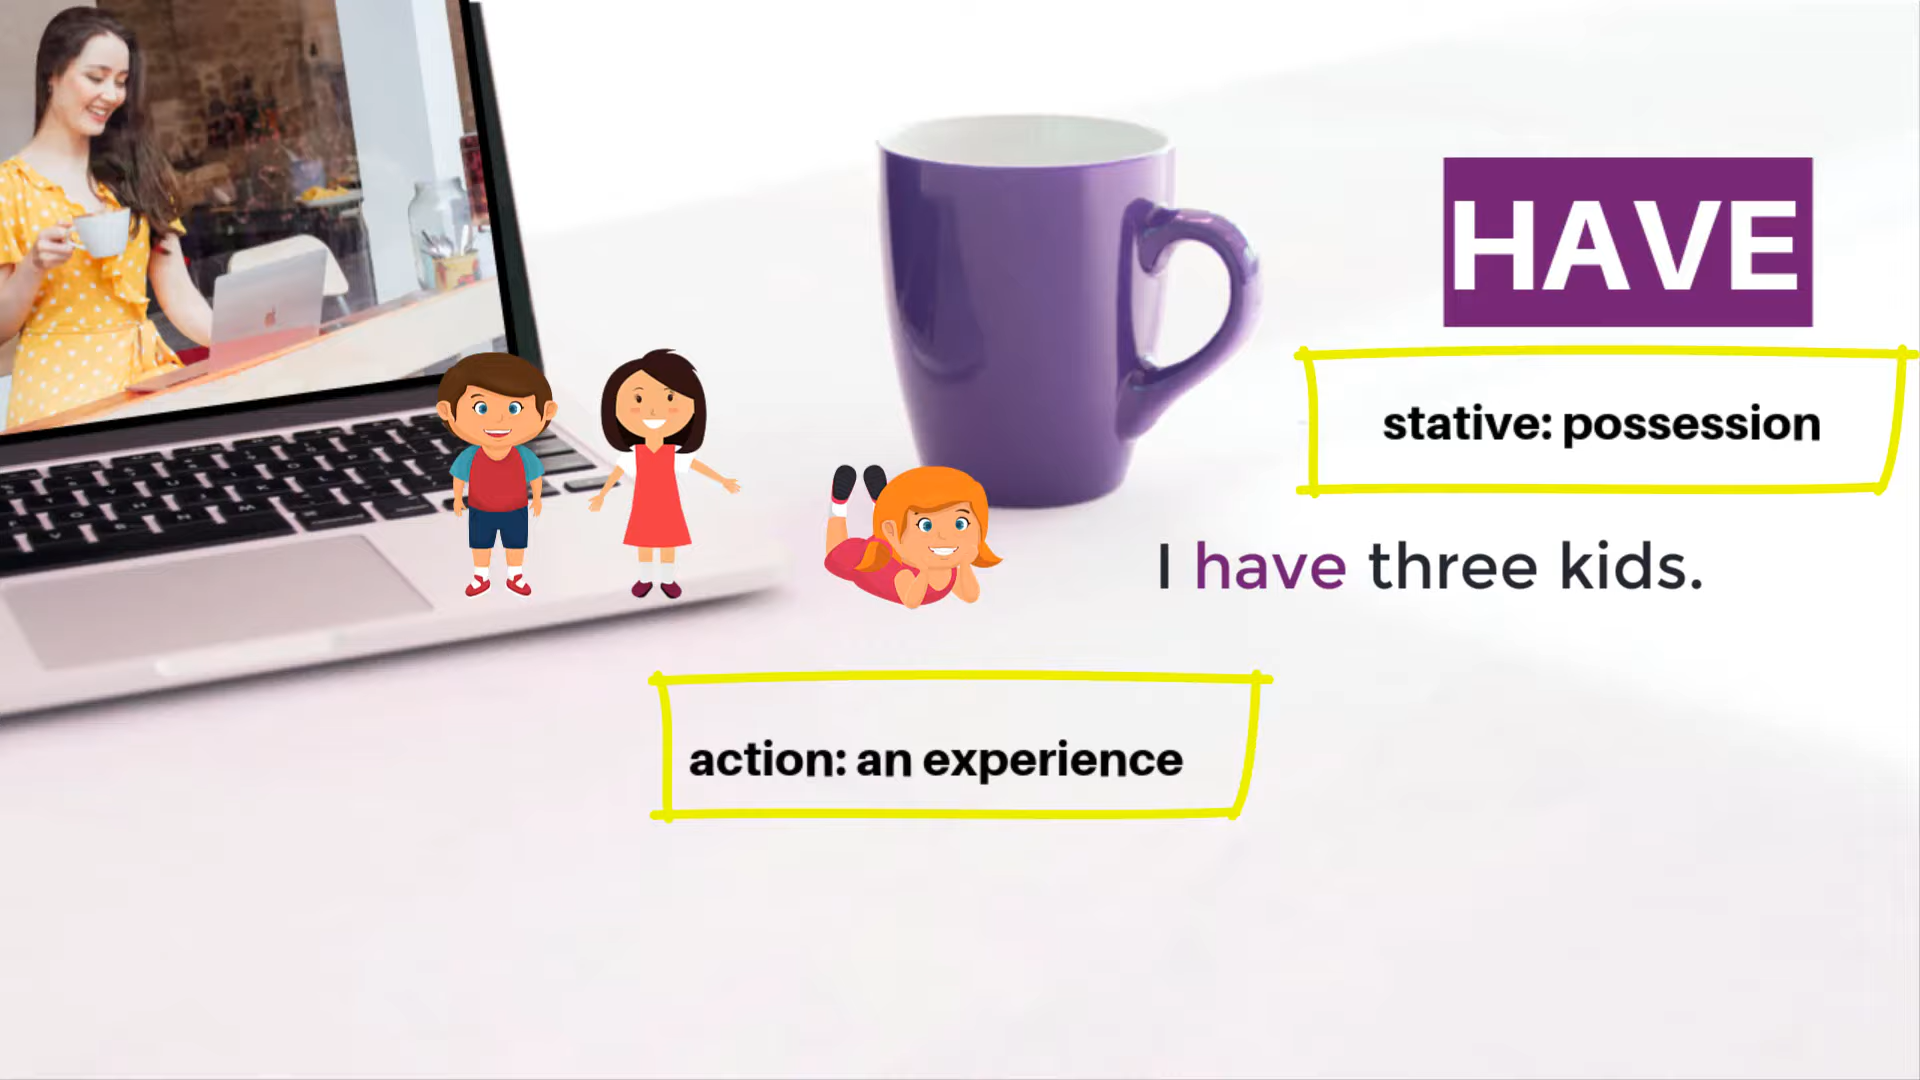 HAVE
stative: possession
I have three kids.
action: an experience